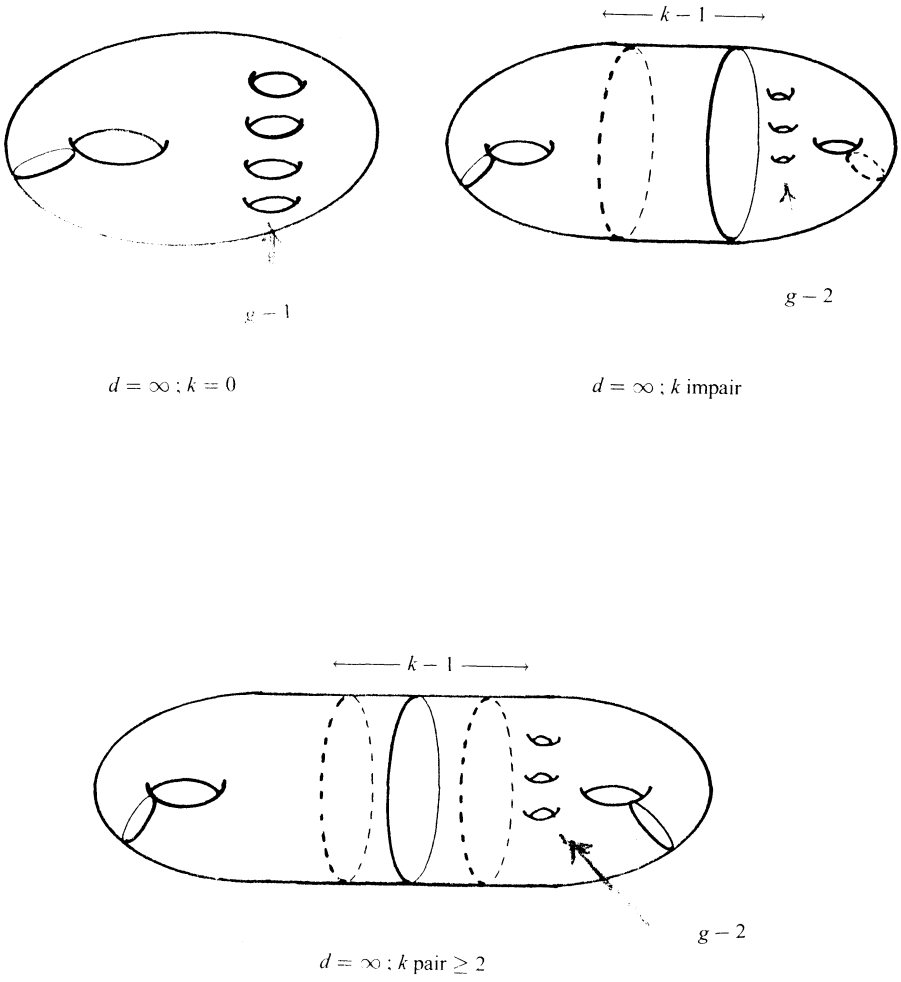 k − 1
g − 1
g − 2
d = ∞ ; k = 0
d = ∞ ; k impair
k − 1
g − 2
d = ∞ ; k pair ≥ 2